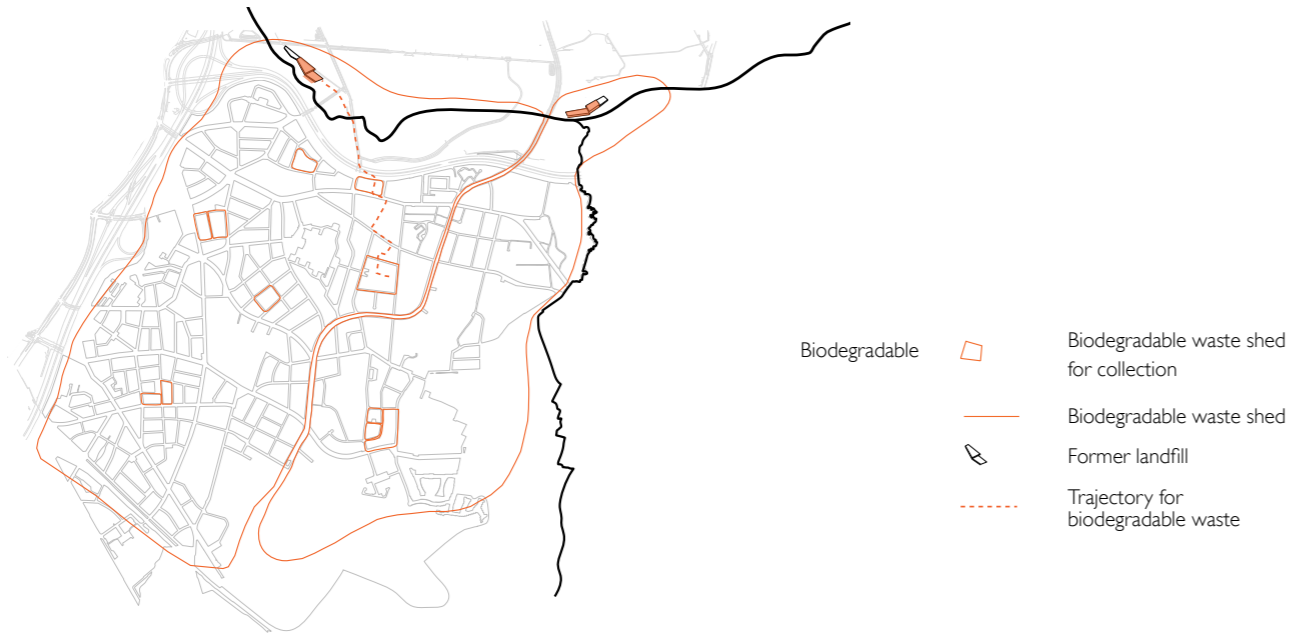 Biodegradable
Biodegradable waste shed
for collection
Biodegradable waste shed
Former landfill
Trajectory for
biodegradable waste